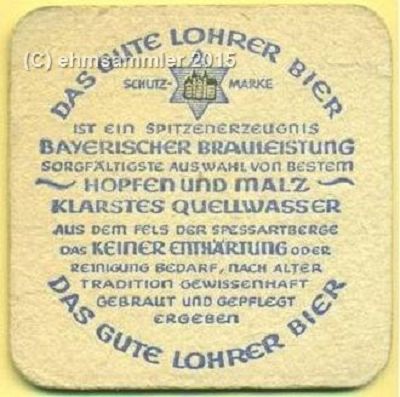 (C) ehmsammler 2015
DAS GUTE LOHRER BIER
SCHUTZ- MARKE
IST EIN SPITZENERZEUGNIS
BAYERISCHER BRAULEISTUNG
SORGFÄLTIGSTE AUSWAHL VON BESTEM
~ HOPFEN UND MALZ ~
KLARSTES QUELLWASSER
AUS DEM FELS DER SPESSARTBERGE
DAS KEINER ENTHÄRTUNG ODER
REINIGUNG BEDARF, NACH ALTER
TRADITION GEWISSENHAFT
GEBRAUT UND GEPFLEGT
ERGEBEN
DAS GUTE LOHRER BIER